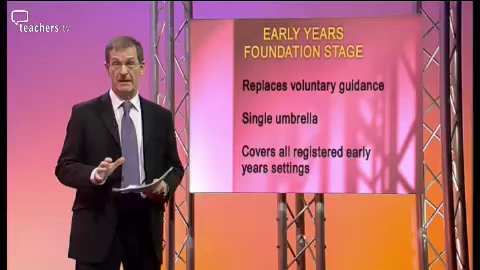 teachers tv
EARLY YEARS
FOUNDATION STAGE
Replaces voluntary guidance
Single umbrella
Covers all registered early
years settings